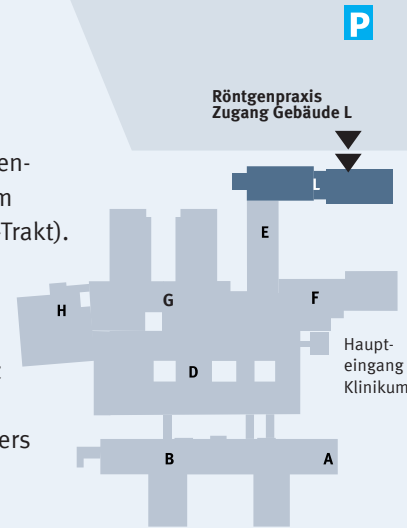 P
Röntgenpraxis
Zugang Gebäude L
en-
m
Trakt).
L
E
G
F
H
Haupt-
eingang
Klinikum
D
ers
B
A